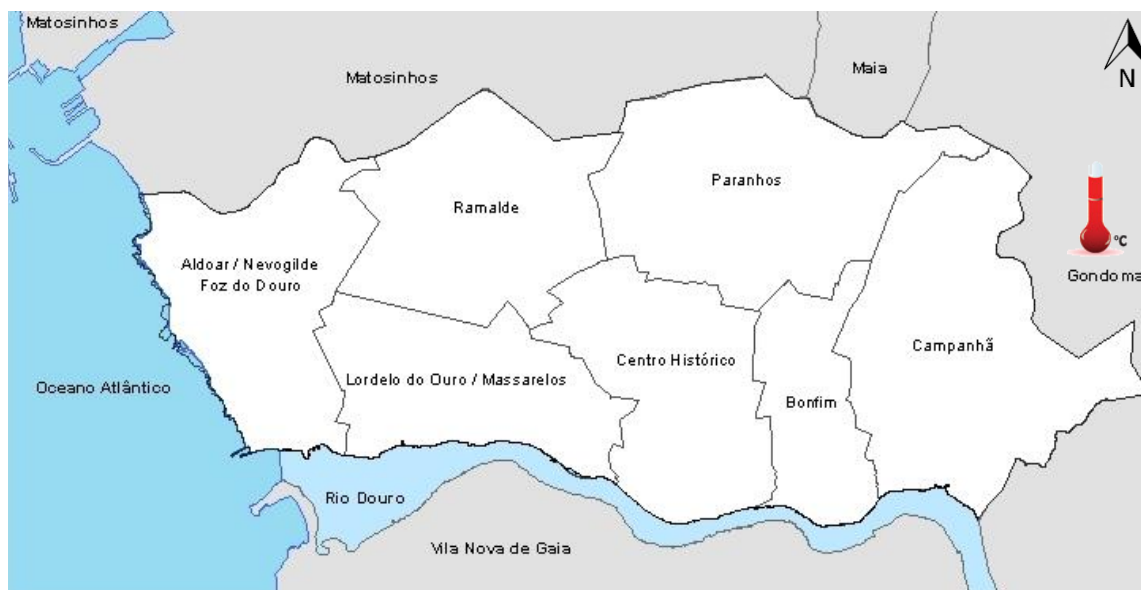 Matosinhos
Matosinhos
Maia
N
Paranhos
Ramalde
°C
Aldoar / Nevogilde
Foz do Douro
Gondoma
Centro Histórico
Campanhã
Lordelo do Ouro / Massarelos
Oceano Atlântico
Bonfim
Rio Douro
Vila Nova de Gaia